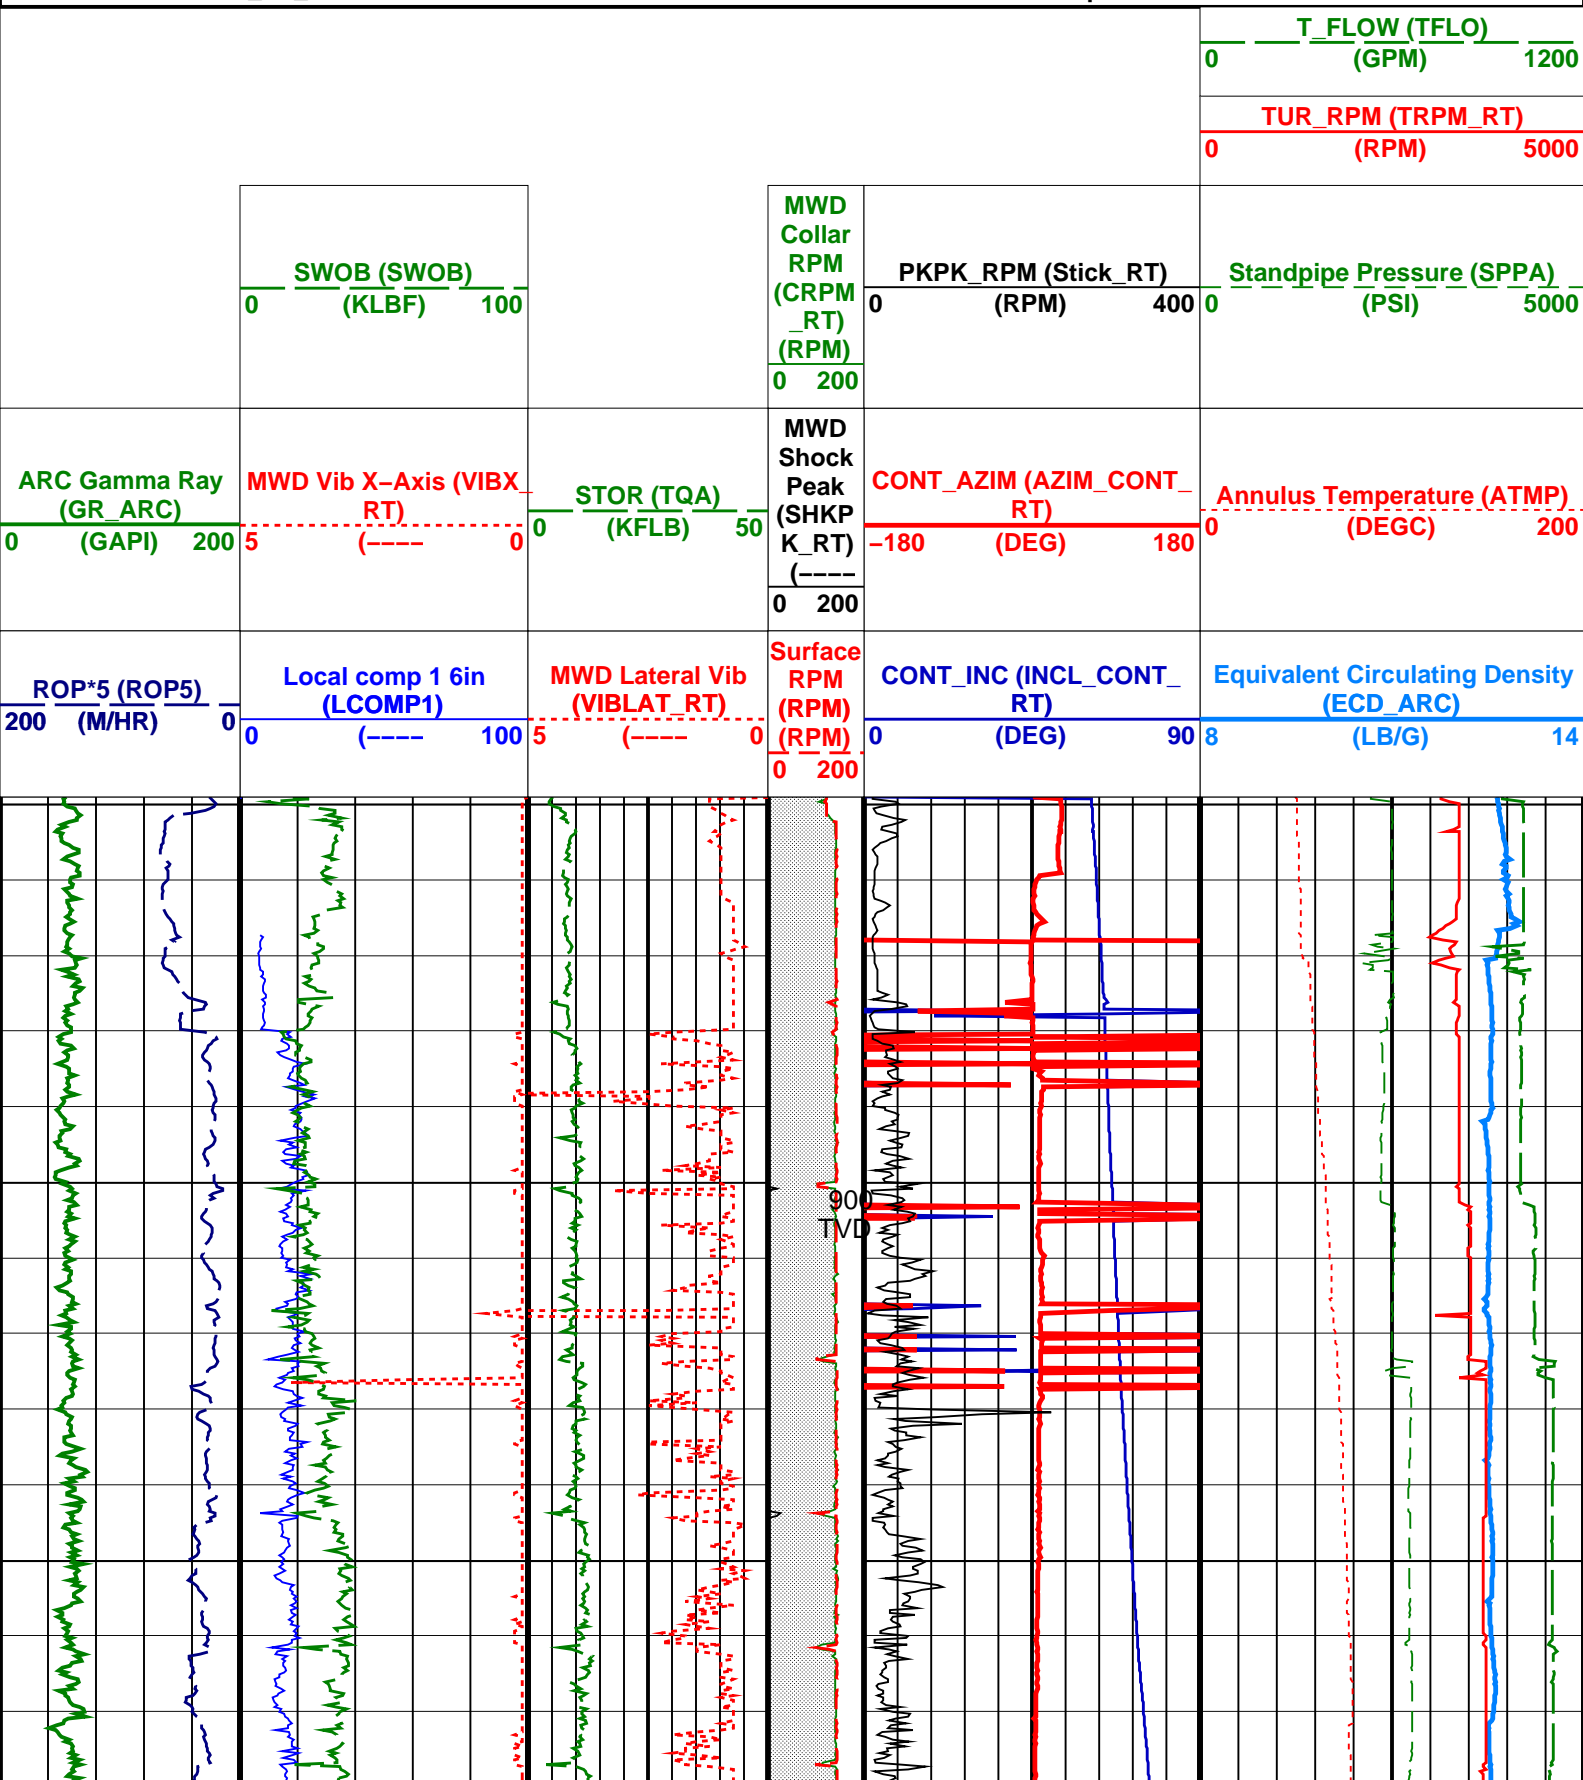 T_FLOW (TFLO)
0 (GPM) 1200
TUR_RPM (TRPM_RT)
0 (RPM) 5000
SWOB (SWOB)
0 (KLBF) 100
MWD
Collar
RPM
(CRPM
_RT)
(RPM)
0 200
PKPK_RPM (Stick_RT)
0 (RPM) 400
Standpipe Pressure (SPPA)
0 (PSI) 5000
ARC Gamma Ray
(GR_ARC)
0 (GAPI) 200
MWD Vib X−Axis (VIBX_
RT)
5 (−−−− 0
STOR (TQA)
0 (KFLB) 50
MWD
Shock
Peak
(SHKP
K_RT)
(−−−−
0 200
CONT_AZIM (AZIM_CONT_
RT)
−180 (DEG) 180
Annulus Temperature (ATMP)
0 (DEGC) 200
ROP*5 (ROP5)
200 (M/HR) 0
Local comp 1 6in
(LCOMP1)
0 (−−−− 100
MWD Lateral Vib
(VIBLAT_RT)
5 (−−−− 0
Surface
RPM
(RPM)
(RPM)
0 200
CONT_INC (INCL_CONT_
RT)
0 (DEG) 90
Equivalent Circulating Density
(ECD_ARC)
8 (LB/G) 14
900
TVD